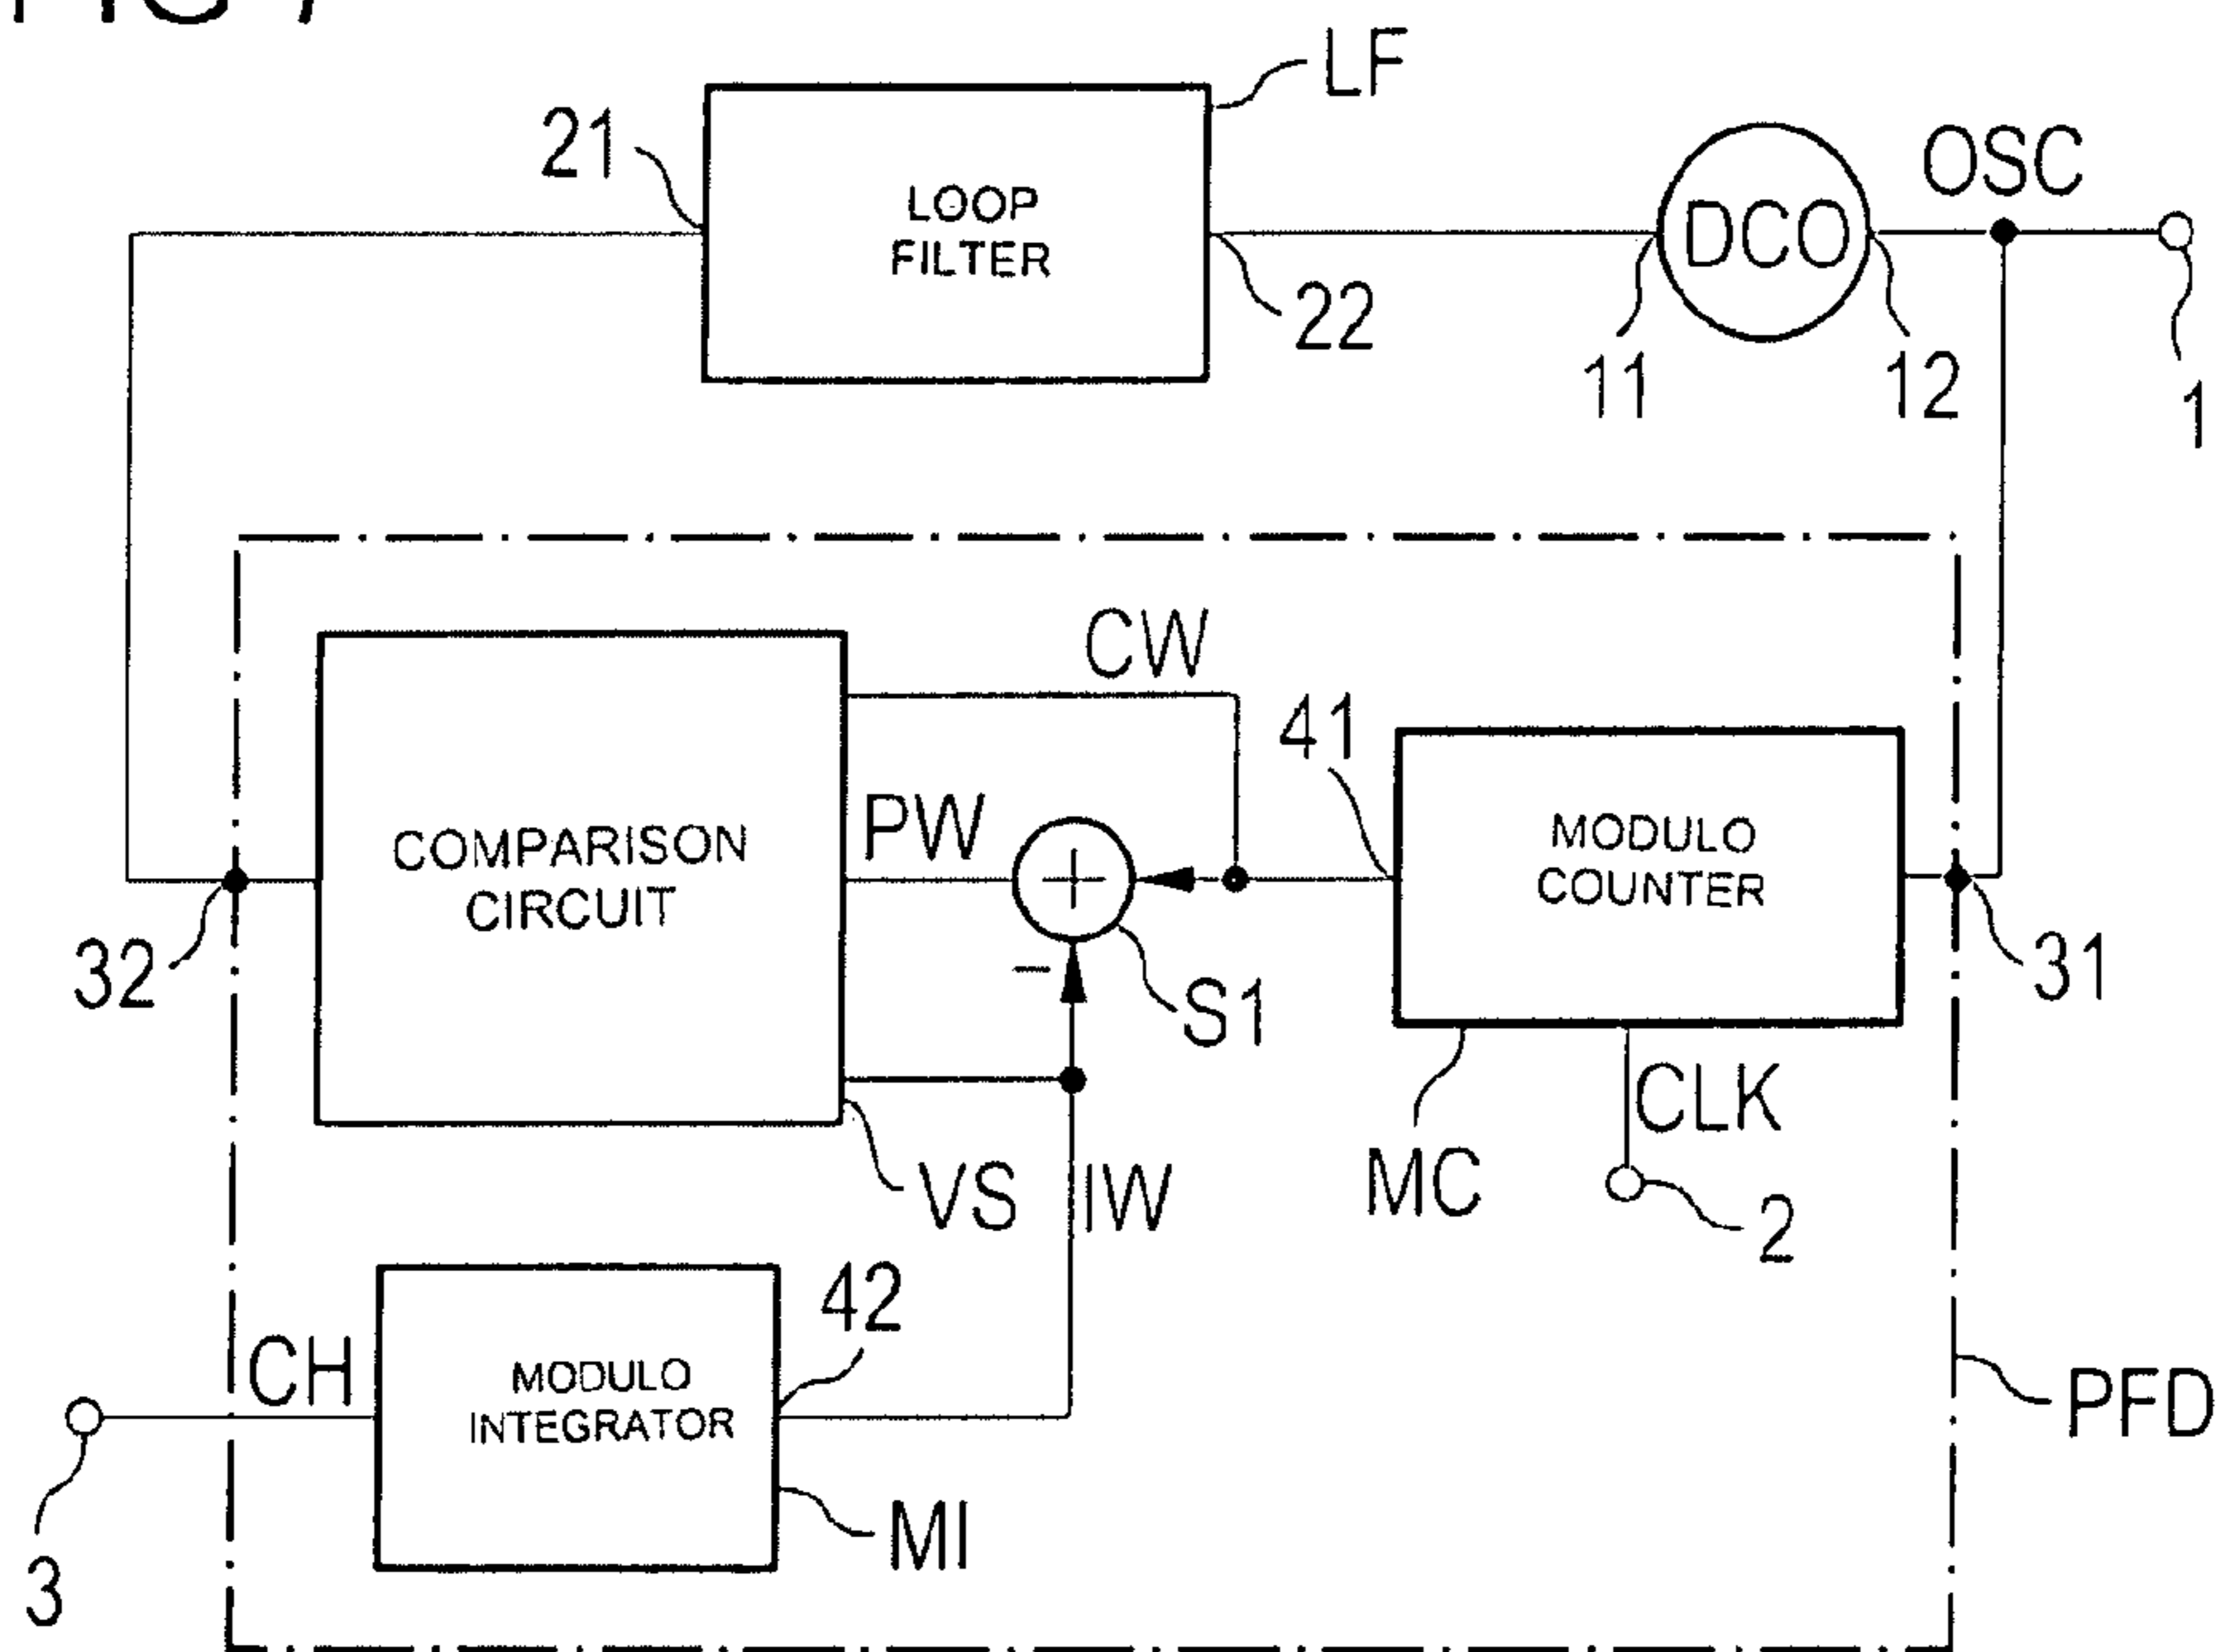 LF
21
LOOP
FILTER
22
DCO
OSC
11
12
1
CW
41
PW
COMPARISON
CIRCUIT
MODULO
COUNTER
32
S1
31
VS
IW
MC
CLK
2
42
CH
MODULO
INTEGRATOR
MI
3
PFD